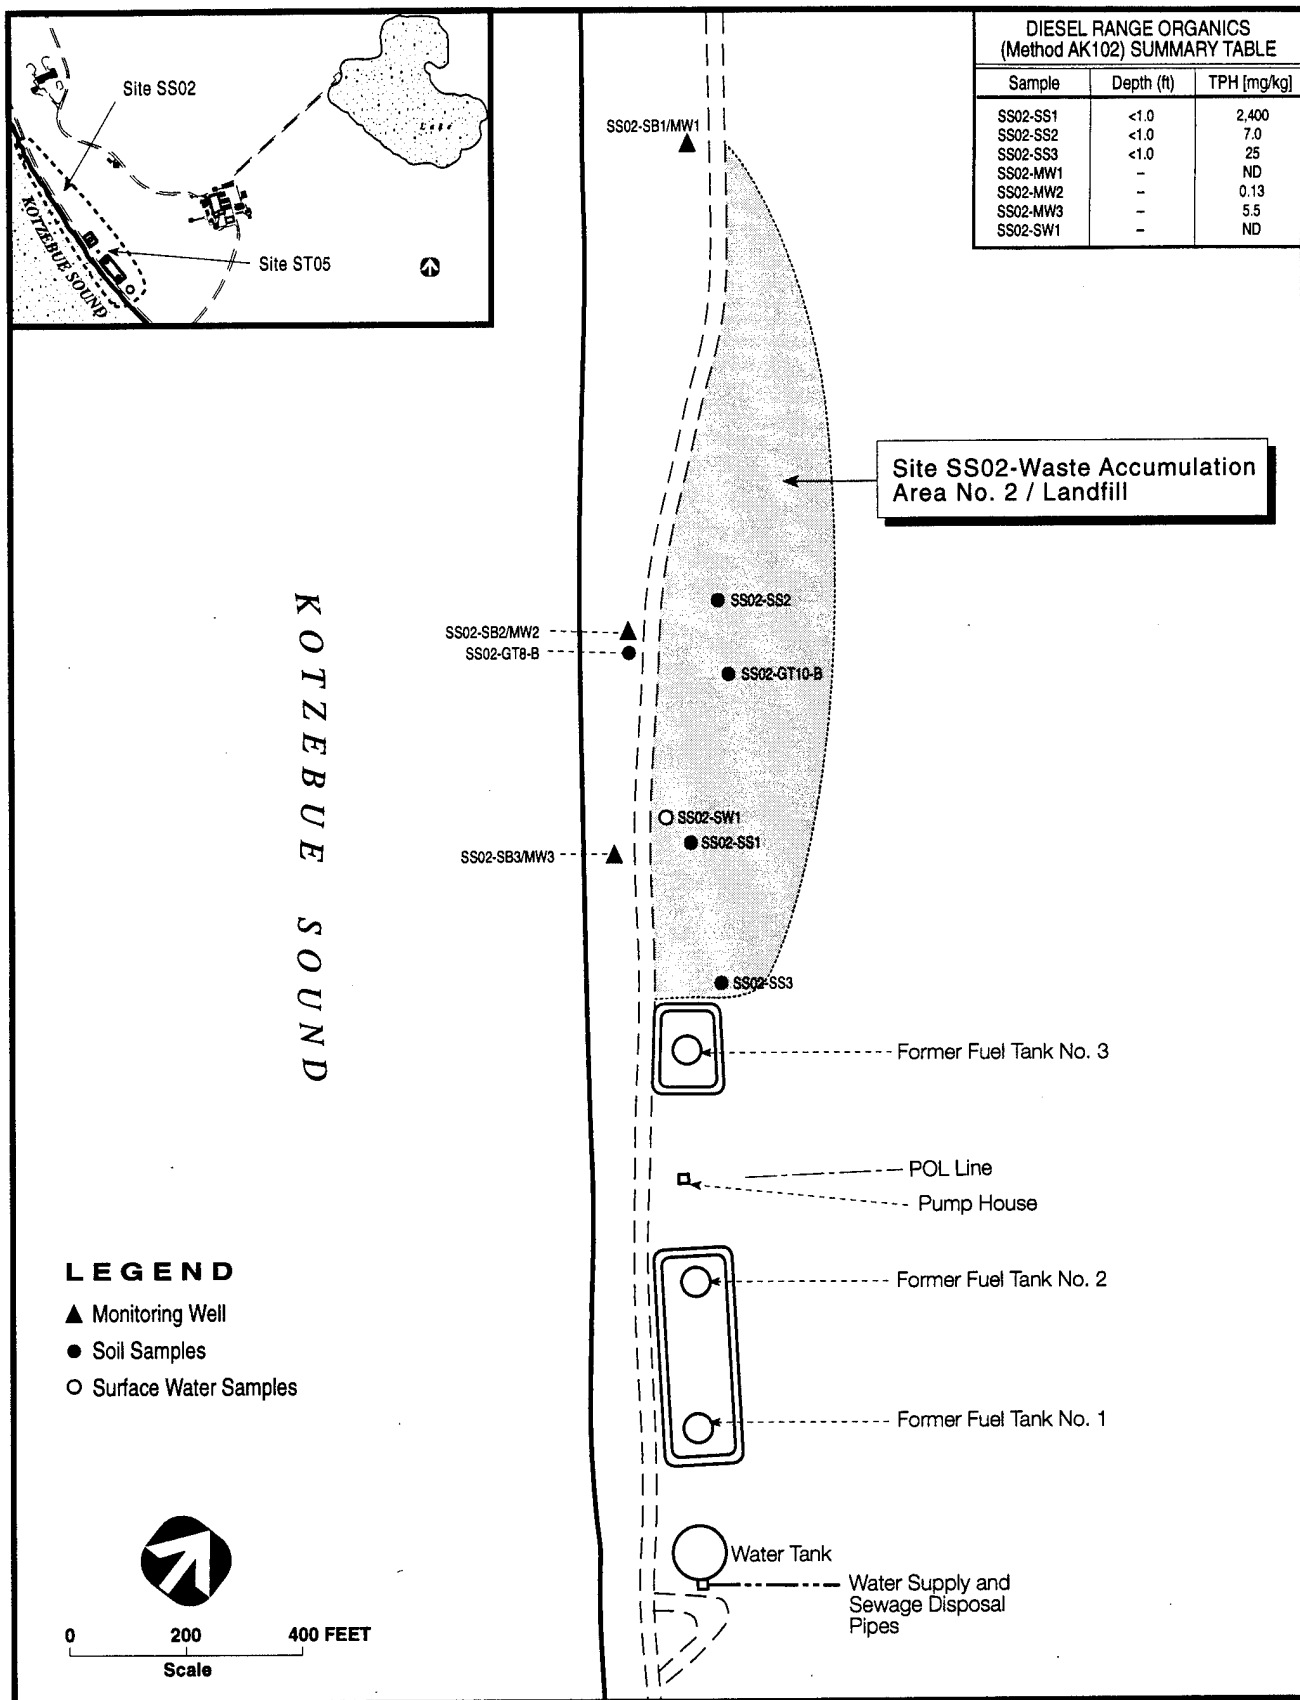 Site SS02
Lake
KOTZEBUE SOUND
Site ST05
DIESEL RANGE ORGANICS
(Method AK102) SUMMARY TABLE
Sample Depth (ft) TPH [mg/kg]
SS02-SS1 <1.0 2,400
SS02-SS2 <1.0 7.0
SS02-SS3 <1.0 25
SS02-MW1 – ND
SS02-MW2 – 0.13
SS02-MW3 – 5.5
SS02-SW1 – ND
SS02-SB1/MW1
Site SS02-Waste Accumulation
Area No. 2 / Landfill
SS02-SS2
SS02-SB2/MW2
SS02-GT8-B
SS02-GT10-B
SS02-SW1
SS02-SS1
SS02-SB3/MW3
SS02-SS3
KOTZEBUE SOUND
Former Fuel Tank No. 3
POL Line
Pump House
Former Fuel Tank No. 2
Former Fuel Tank No. 1
Water Tank
Water Supply and
Sewage Disposal
Pipes
LEGEND
Monitoring Well
Soil Samples
Surface Water Samples
0 200 400 FEET
Scale